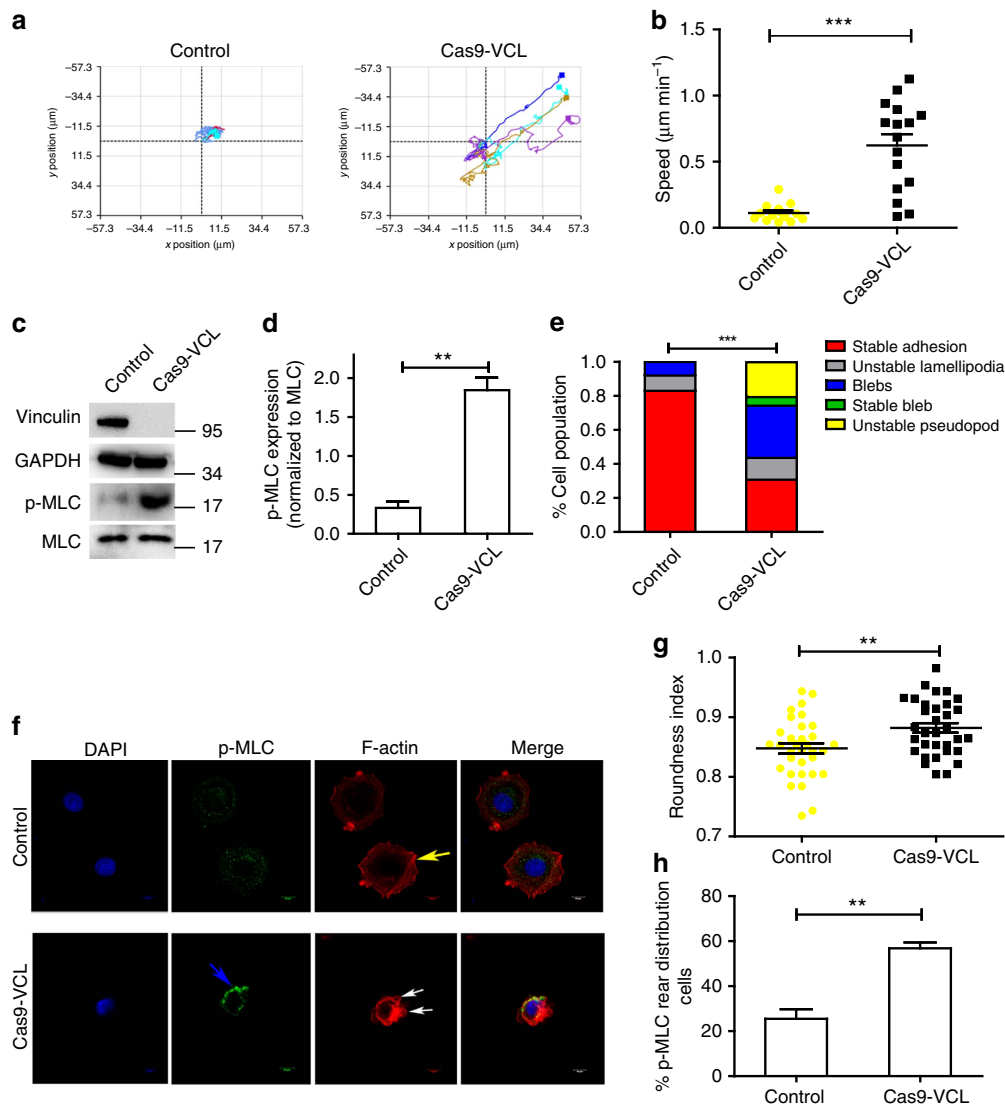 a
Control
Cas9-VCL
−57.3
−34.4
−11.5
11.5
34.4
57.3
y position (μm)
−57.3 −34.4 −11.5 11.5 34.4 57.3
x position (μm)
−57.3
−34.4
−11.5
11.5
34.4
57.3
y position (μm)
−57.3 −34.4 −11.5 11.5 34.4 57.3
x position (μm)
b
***
1.5
1.0
0.5
0.0
Speed (μm min⁻¹)
Control
Cas9-VCL
c
Control
Cas9-VCL
Vinculin
95
GAPDH
34
p-MLC
17
MLC
17
d
**
2.0
1.5
1.0
0.5
0.0
p-MLC expression
(normalized to MLC)
Control
Cas9-VCL
e
***
1.0
0.8
0.6
0.4
0.2
0.0
% Cell population
Control
Cas9-VCL
Stable adhesion
Unstable lamellipodia
Blebs
Stable bleb
Unstable pseudopod
f
DAPI
p-MLC
F-actin
Merge
Control
Cas9-VCL
g
**
1.0
0.9
0.8
0.7
Roundness index
Control
Cas9-VCL
h
**
80
60
40
20
0
% p-MLC rear distribution
cells
Control
Cas9-VCL